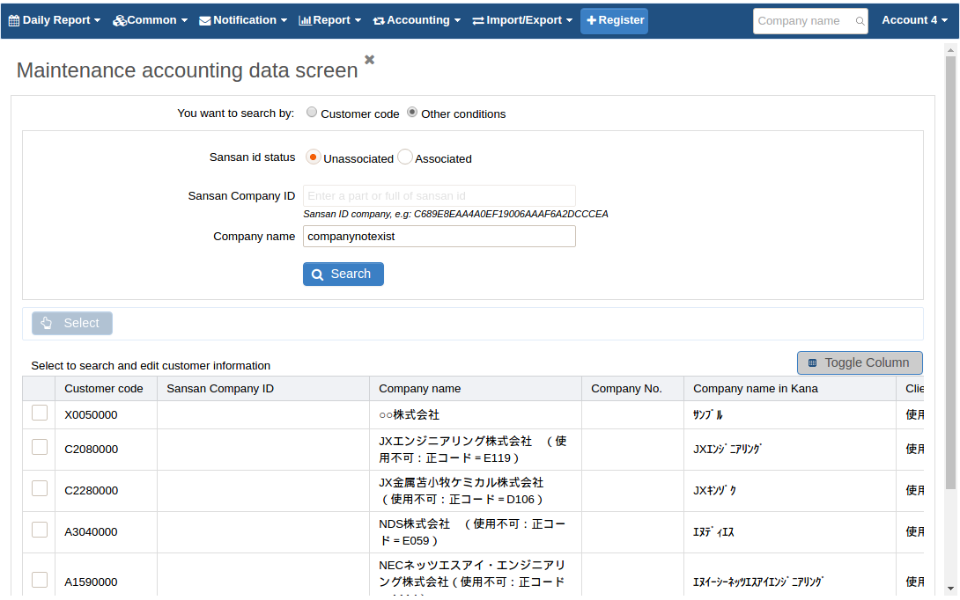 Daily Report Common Notification Report Accounting Import/Export Register Company name Account 4
Maintenance accounting data screen
You want to search by: Customer code Other conditions
Sansan id status Unassociated Associated
Sansan Company ID Enter a part or full of sansan id
Sansan ID company, e.g: C689E8EAA4A0EF19006AAAF6A2DCCCEA
Company name companynotexist
Search
Select
Select to search and edit customer information Toggle Column
Customer code Sansan Company ID Company name Company No. Company name in Kana Clie
X0050000 ○○株式会社 ｻﾝﾌﾟﾙ 使用
C2080000 JXエンジニアリング株式会社 （使
用不可：正コード＝E119） JXｴﾝｼﾞﾆｱﾘﾝｸﾞ 使用
C2280000 JX金属苫小牧ケミカル株式会社
（使用不可：正コード＝D106） JXｷﾝｿﾞｸ 使用
A3040000 NDS株式会社 （使用不可：正コー
ド＝E059） ｴﾇﾃﾞｨｴｽ 使用
A1590000 NECネッツエスアイ・エンジニアリ
ング株式会社（使用不可：正コード ｴﾇｲｰｼｰﾈｯﾂｴｽｱｲｴﾝｼﾞﾆｱﾘﾝｸﾞ 使用